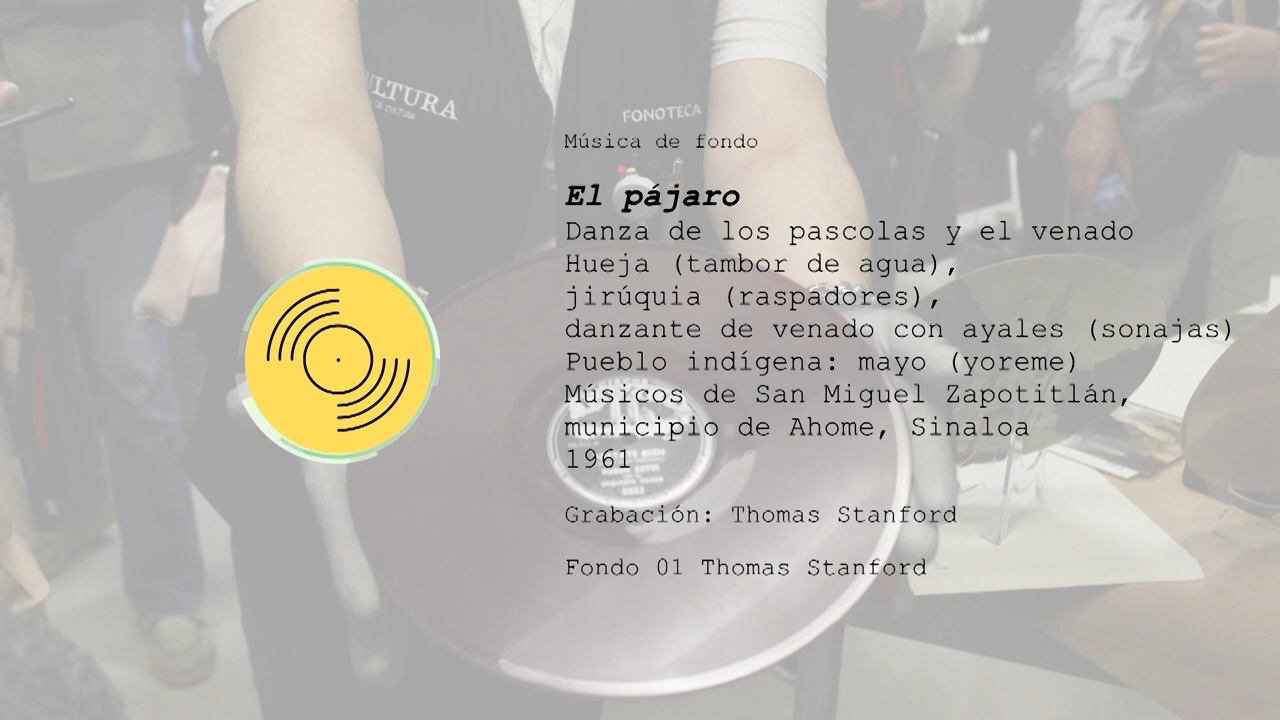 ULTURA
FONOTECA
Música de fondo
El pájaro
Danza de los pascolas y el venado
Hueja (tambor de agua),
jirúquia (raspadores),
danzante de venado con ayales (sonajas)
Pueblo indígena: mayo (yoreme)
Músicos de San Miguel Zapotitlán,
municipio de Ahome, Sinaloa
1961
Grabación: Thomas Stanford
Fondo 01 Thomas Stanford